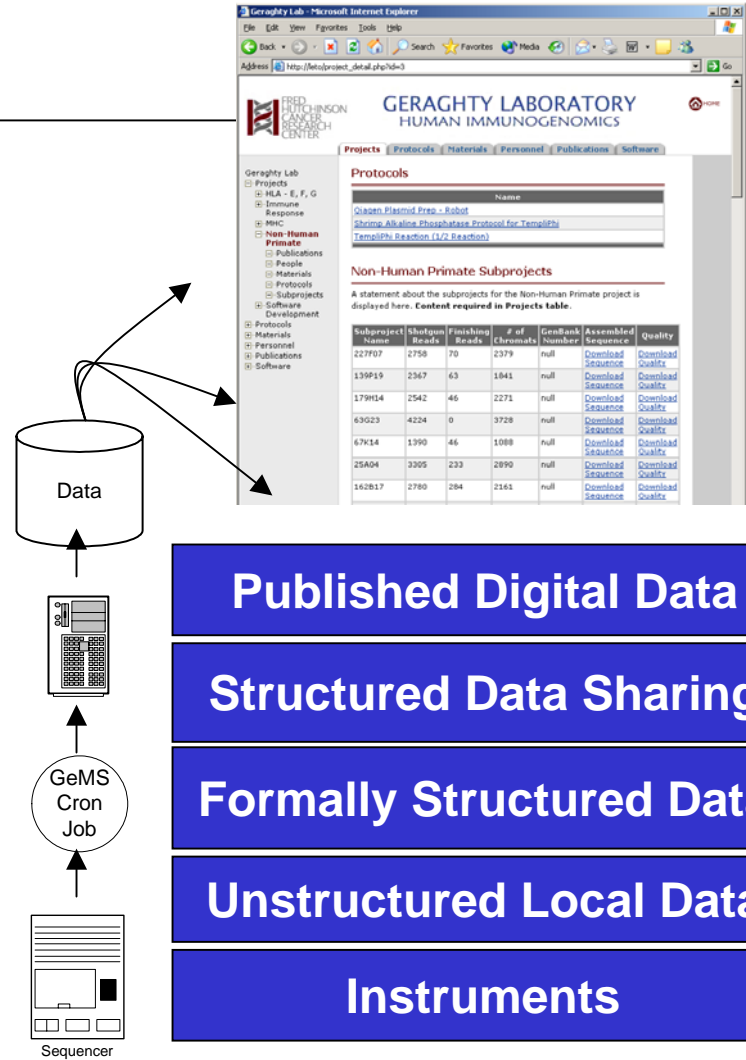 Geraghty Lab - Microsoft Internet Explorer
File Edit View Favorites Tools Help
Back Search Favorites Media
Address http://leto/project_detail.php?id=3 Go
FRED
HUTCHINSON
CANCER
RESEARCH
CENTER
GERAGHTY LABORATORY
HUMAN IMMUNOGENOMICS
HOME
Projects Protocols Materials Personnel Publications Software
Geraghty Lab
Projects
HLA - E, F, G
Immune
Response
MHC
Non-Human
Primate
Publications
People
Materials
Protocols
Subprojects
Software
Development
Protocols
Materials
Personnel
Publications
Software
Protocols
Name
Qiagen Plasmid Prep - Robot
Shrimp Alkaline Phosphatase Protocol for TempliPhi
TempliPhi Reaction (1/2 Reaction)
Non-Human Primate Subprojects
A statement about the subprojects for the Non-Human Primate project is
displayed here. Content required in Projects table.
Subproject Name Shotgun Reads Finishing Reads # of Chromats GenBank Number Assembled Sequence Quality
227F07 2758 70 2379 null Download Sequence Download Quality
139P19 2367 63 1841 null Download Sequence Download Quality
179H14 2542 46 2271 null Download Sequence Download Quality
63G23 4224 0 3728 null Download Sequence Download Quality
67K14 1390 46 1088 null Download Sequence Download Quality
25A04 3305 233 2890 null Download Sequence Download Quality
162B17 2780 284 2161 null Download Sequence Download Quality
Data
GeMS
Cron
Job
Sequencer
Published Digital Data
Structured Data Sharing
Formally Structured Data
Unstructured Local Data
Instruments